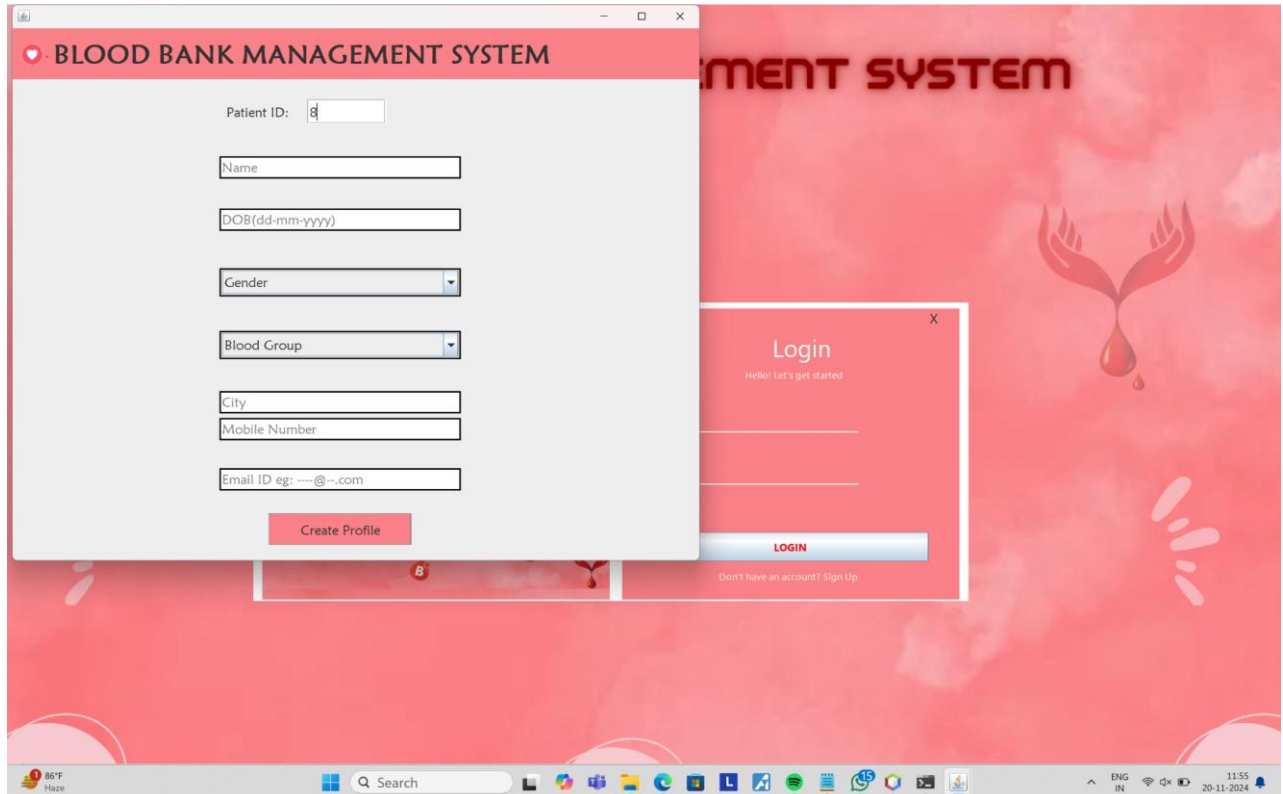 BLOOD BANK MANAGEMENT SYSTEM
Patient ID: 8
Name
DOB(dd-mm-yyyy)
Gender
Blood Group
City
Mobile Number
Email ID eg: ----@--.com
Create Profile
EMENT SYSTEM
X
Login
Hello! Let's get started
LOGIN
Don't have an account? Sign Up
B
1
86°F
Haze
Search
L
15
ENG
IN
11:55
20-11-2024